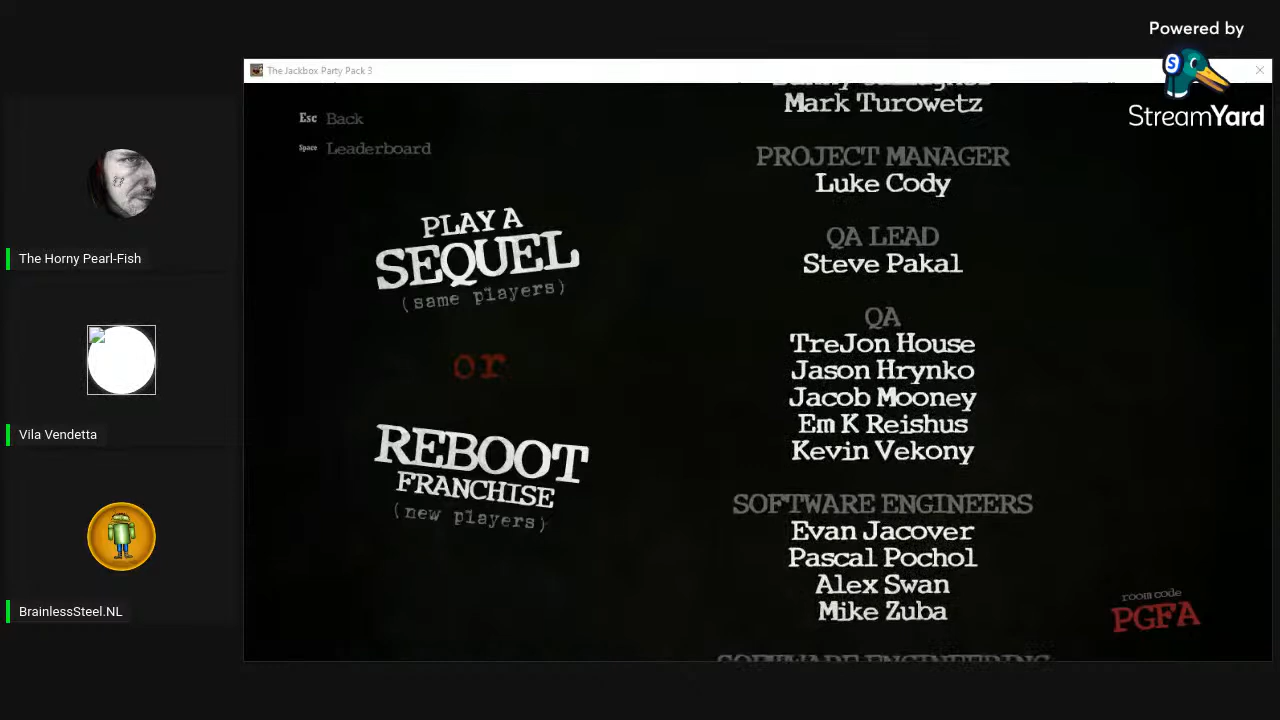 Powered by
StreamYard
The Jackbox Party Pack 3
Esc Back
Space Leaderboard
PLAY A
SEQUEL
(same players)
or
REBOOT
FRANCHISE
(new players)
Mark Turowetz
PROJECT MANAGER
Luke Cody
QA LEAD
Steve Pakal
QA
TreJon House
Jason Hrynko
Jacob Mooney
Em K Reishus
Kevin Vekony
SOFTWARE ENGINEERS
Evan Jacover
Pascal Pochol
Alex Swan
Mike Zuba
SOFTWARE ENGINEERING
room code
PGFA
The Horny Pearl-Fish
Vila Vendetta
BrainlessSteel.NL